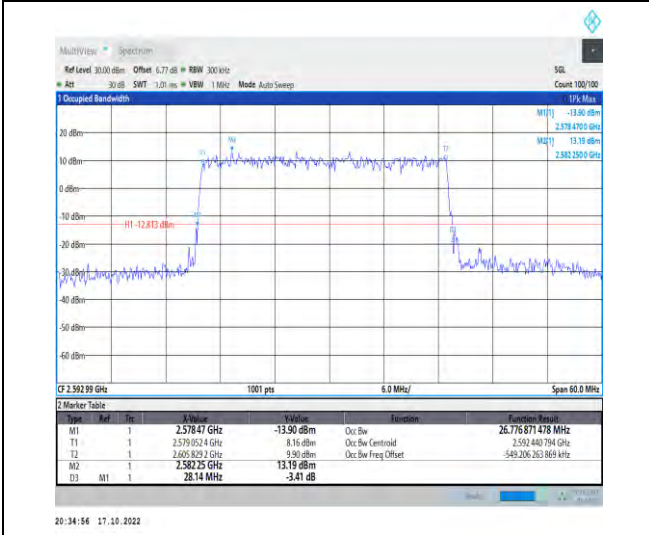 MultiView Spectrum
Ref Level 30.00 dBm Offset 6.77 dB RBW 300 kHz SGL
Att 30 dB SWT 1.01 ms VBW 1 MHz Mode Auto Sweep Count 100/100
1 Occupied Bandwidth 1Pk Max
M1[1] -13.90 dBm
2.578 4700 GHz
M2[1] 13.19 dBm
2.582 2500 GHz
20 dBm
M2
T1
T2
10 dBm
0 dBm
-10 dBm
H1 -12.813 dBm
-20 dBm
-30 dBm
-40 dBm
-50 dBm
-60 dBm
CF 2.592 99 GHz 1001 pts 6.0 MHz/ Span 60.0 MHz
2 Marker Table
Type Ref Trc X-Value Y-Value Function Function Result
M1 1 2.578 47 GHz -13.90 dBm Occ Bw 26.776 871 478 MHz
T1 1 2.579 052 4 GHz 8.16 dBm Occ Bw Centroid 2.592 440 794 GHz
T2 1 2.605 829 2 GHz 9.90 dBm Occ Bw Freq Offset -549.206 263 869 kHz
M2 1 2.582 25 GHz 13.19 dBm
D3 M1 1 28.14 MHz -3.41 dB
20:34:56 17.10.2022